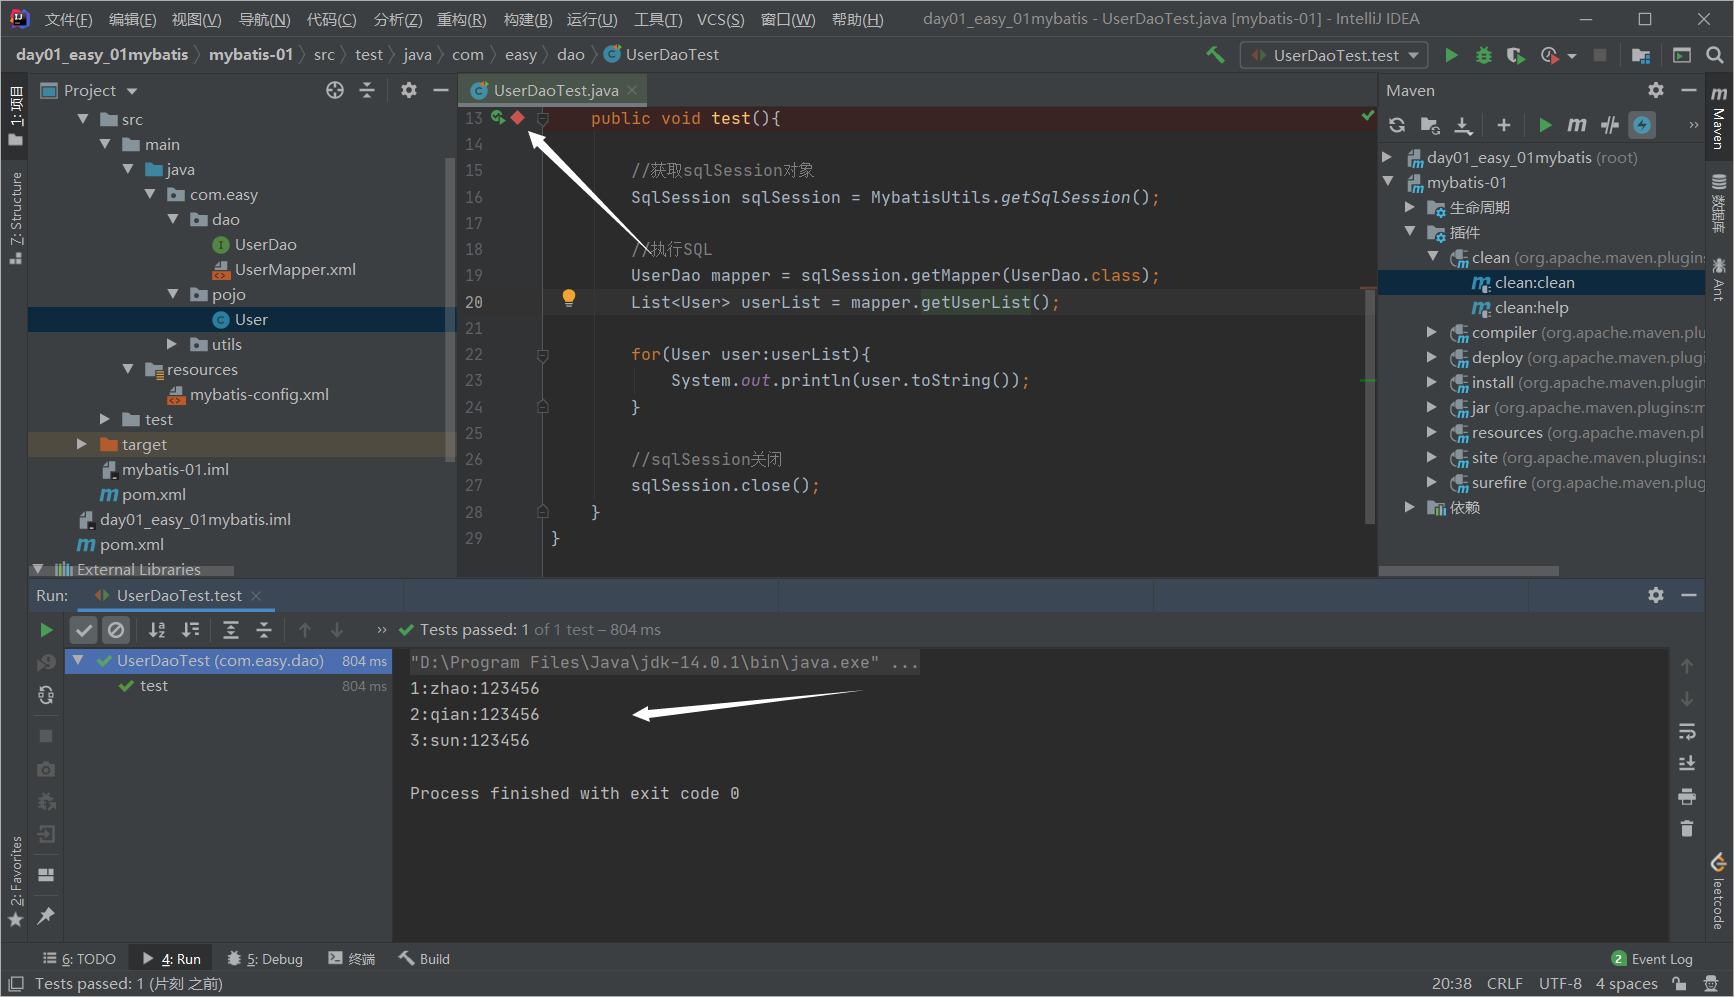 文件(F) 编辑(E) 视图(V) 导航(N) 代码(C) 分析(Z) 重构(R) 构建(B) 运行(U) 工具(T) VCS(S) 窗口(W) 帮助(H) day01_easy_01mybatis - UserDaoTest.java [mybatis-01] - IntelliJ IDEA
day01_easy_01mybatis mybatis-01 src test java com easy dao UserDaoTest UserDaoTest.test
1: 项目
Z: Structure
2: Favorites
Project
src
main
java
com.easy
dao
UserDao
UserMapper.xml
pojo
User
utils
resources
mybatis-config.xml
test
target
mybatis-01.iml
pom.xml
day01_easy_01mybatis.iml
pom.xml
External Libraries
UserDaoTest.java
13 public void test(){
14
15 //获取sqlSession对象
16 SqlSession sqlSession = MybatisUtils.getSqlSession();
17
18 //执行SQL
19 UserDao mapper = sqlSession.getMapper(UserDao.class);
20 List<User> userList = mapper.getUserList();
21
22 for(User user:userList){
23 System.out.println(user.toString());
24 }
25
26 //sqlSession关闭
27 sqlSession.close();
28 }
29 }
Maven
day01_easy_01mybatis (root)
mybatis-01
生命周期
插件
clean (org.apache.maven.plugins
clean:clean
clean:help
compiler (org.apache.maven.plu
deploy (org.apache.maven.plugi
install (org.apache.maven.plugin
jar (org.apache.maven.plugins:m
resources (org.apache.maven.pl
site (org.apache.maven.plugins:
surefire (org.apache.maven.plug
依赖
Maven
数据库
Ant
leetcode
Run: UserDaoTest.test
Tests passed: 1 of 1 test – 804 ms
UserDaoTest (com.easy.dao) 804 ms
test 804 ms
"D:\Program Files\Java\jdk-14.0.1\bin\java.exe" ...
1:zhao:123456
2:qian:123456
3:sun:123456
Process finished with exit code 0
6: TODO 4: Run 5: Debug 终端 Build 2 Event Log
Tests passed: 1 (片刻 之前) 20:38 CRLF UTF-8 4 spaces